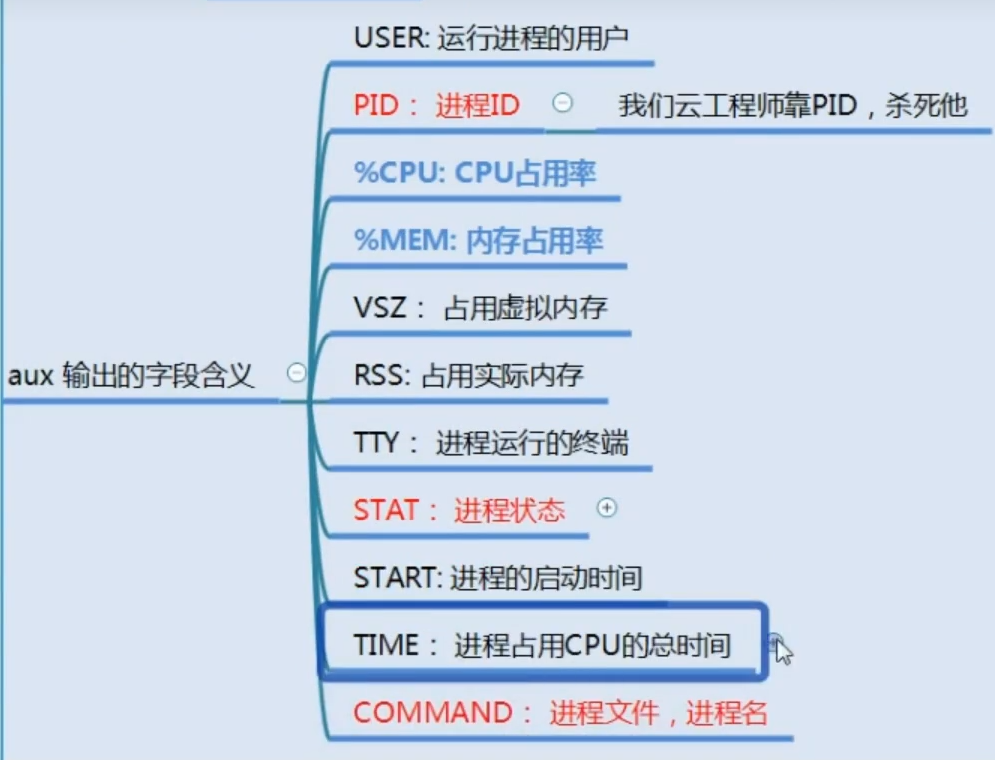 USER: 运行进程的用户
PID： 进程ID
我们云工程师靠PID，杀死他
%CPU: CPU占用率
%MEM: 内存占用率
VSZ： 占用虚拟内存
aux 输出的字段含义
RSS: 占用实际内存
TTY： 进程运行的终端
STAT： 进程状态
START: 进程的启动时间
TIME： 进程占用CPU的总时间
COMMAND： 进程文件，进程名